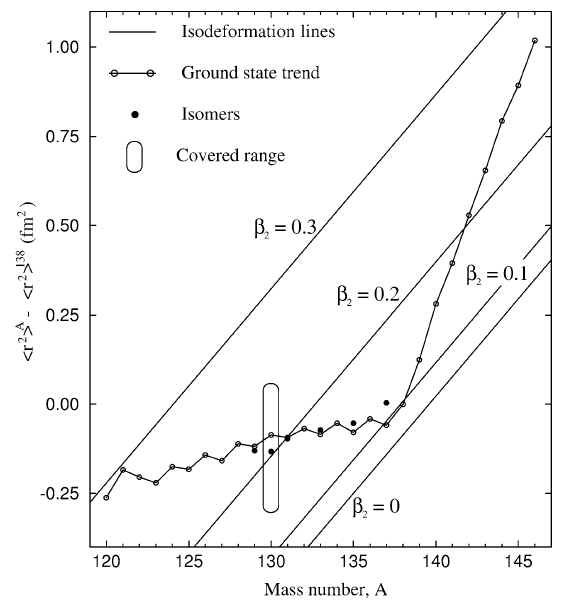 1.00
0.75
0.50
0.25
0.00
-0.25
<r²>ᴬ - <r²>¹³⁸ (fm²)
Isodeformation lines
Ground state trend
Isomers
Covered range
β₂ = 0.3
β₂ = 0.2
β₂ = 0.1
β₂ = 0
120 125 130 135 140 145
Mass number, A